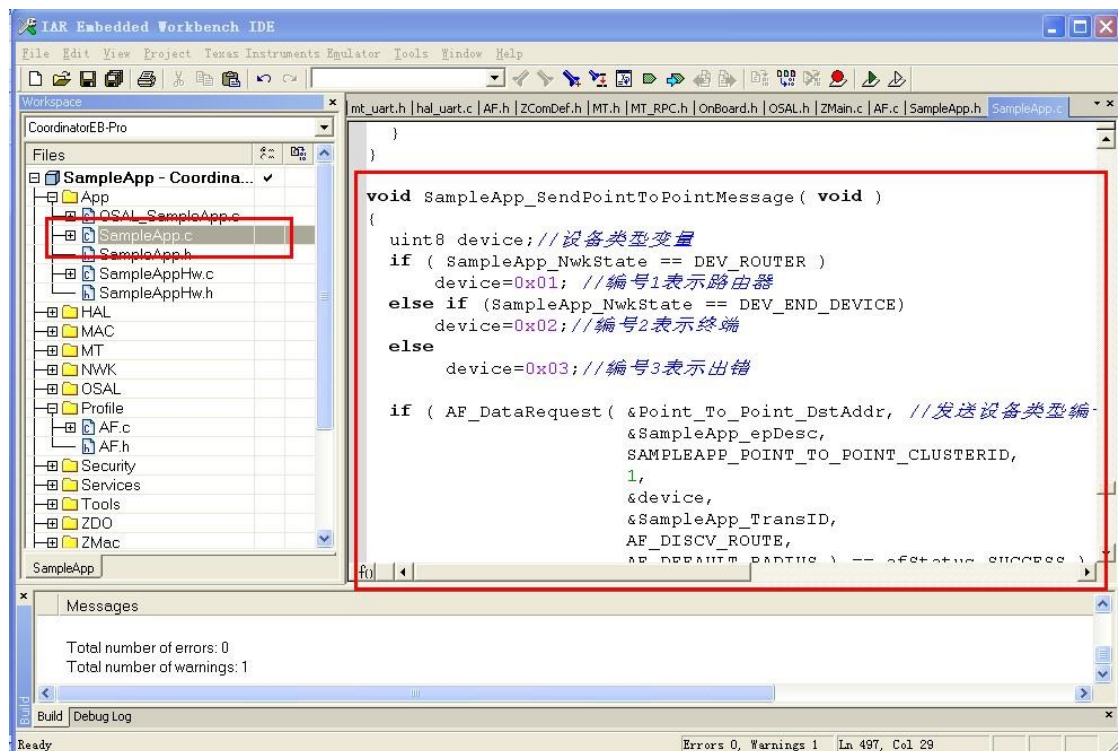 IAR Embedded Workbench IDE
File Edit View Project Texas Instruments Emulator Tools Window Help
Workspace
CoordinatorEB-Pro
Files
SampleApp - Coordina...
App
OSAL_SampleApp.c
SampleApp.c
SampleApp.h
SampleAppHw.c
SampleAppHw.h
HAL
MAC
MT
NWK
OSAL
Profile
AF.c
AF.h
Security
Services
Tools
ZDO
ZMac
SampleApp
mt_uart.h | hal_uart.c | AF.h | ZComDef.h | MT.h | MT_RPC.h | OnBoard.h | OSAL.h | ZMain.c | AF.c | SampleApp.h | SampleApp.c
}
}
void SampleApp_SendPointToPointMessage( void )
{
uint8 device;//设备类型变量
if ( SampleApp_NwkState == DEV_ROUTER )
device=0x01; //编号1表示路由器
else if (SampleApp_NwkState == DEV_END_DEVICE)
device=0x02;//编号2表示终端
else
device=0x03;//编号3表示出错
if ( AF_DataRequest( &Point_To_Point_DstAddr, //发送设备类型编
&SampleApp_epDesc,
SAMPLEAPP_POINT_TO_POINT_CLUSTERID,
1,
&device,
&SampleApp_TransID,
AF_DISCV_ROUTE,
AF_DEFAULT_RADIUS ) == afStatus_SUCCESS )
f()
Messages
Total number of errors: 0
Total number of warnings: 1
Build
Build Debug Log
Ready
Errors 0, Warnings 1 Ln 497, Col 29